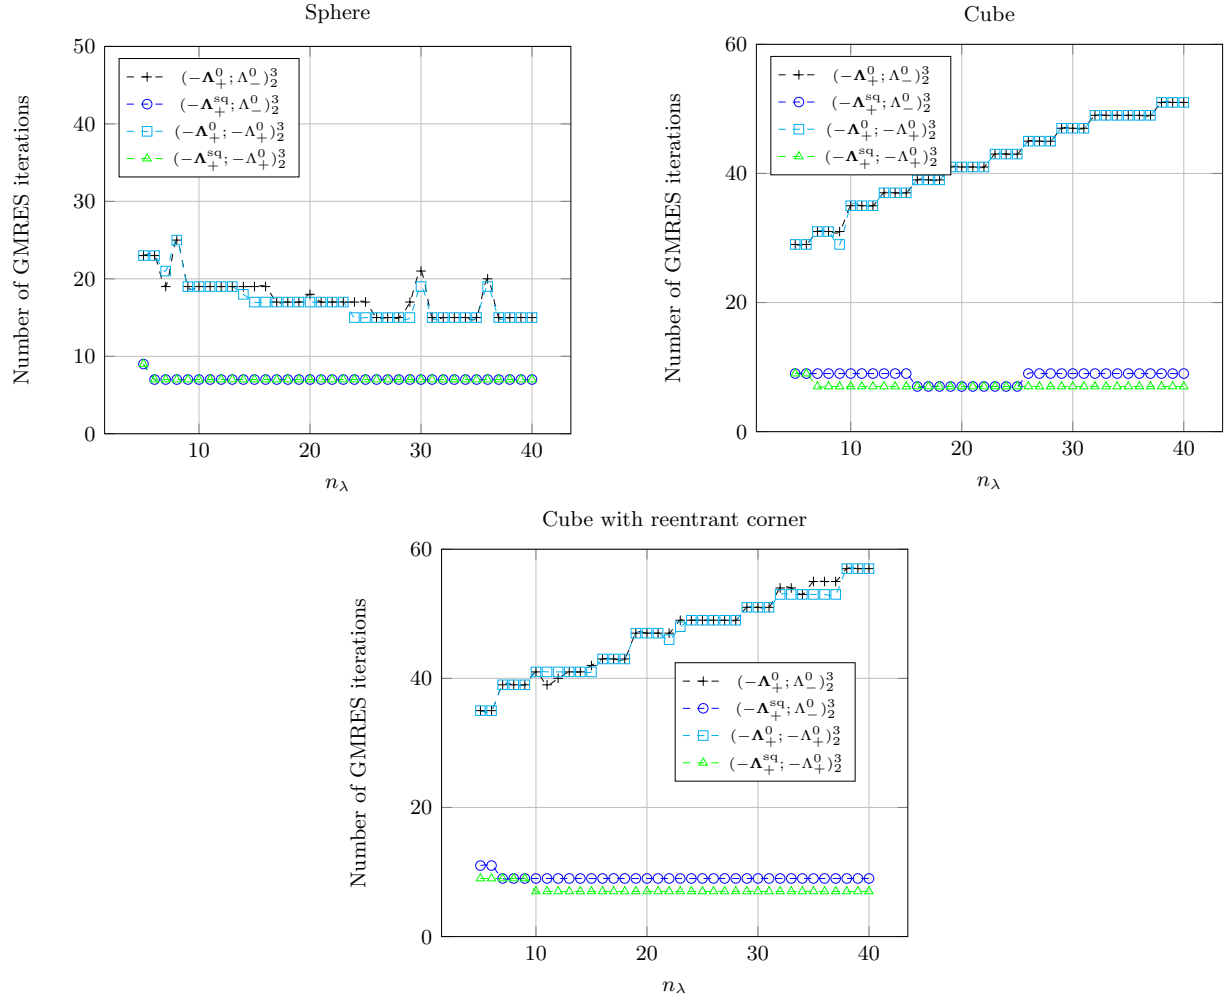 Sphere
Number of GMRES iterations
50
40
30
20
10
0
10
20
30
40
n_λ
(−Λ^0_+; Λ^0_−)^3_2
(−Λ^sq_+; Λ^0_−)^3_2
(−Λ^0_+; −Λ^0_+)^3_2
(−Λ^sq_+; −Λ^0_+)^3_2
Cube
Number of GMRES iterations
60
40
20
0
10
20
30
40
n_λ
(−Λ^0_+; Λ^0_−)^3_2
(−Λ^sq_+; Λ^0_−)^3_2
(−Λ^0_+; −Λ^0_+)^3_2
(−Λ^sq_+; −Λ^0_+)^3_2
Cube with reentrant corner
Number of GMRES iterations
60
40
20
0
10
20
30
40
n_λ
(−Λ^0_+; Λ^0_−)^3_2
(−Λ^sq_+; Λ^0_−)^3_2
(−Λ^0_+; −Λ^0_+)^3_2
(−Λ^sq_+; −Λ^0_+)^3_2